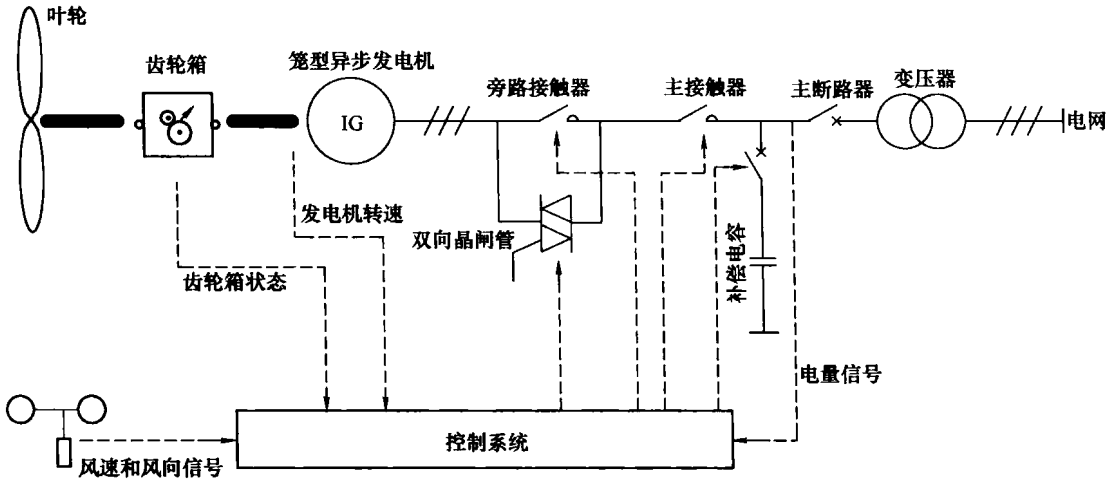 叶轮
齿轮箱
笼型异步发电机
IG
旁路接触器
主接触器
主断路器
变压器
电网
发电机转速
双向晶闸管
补偿电容
齿轮箱状态
电量信号
控制系统
风速和风向信号